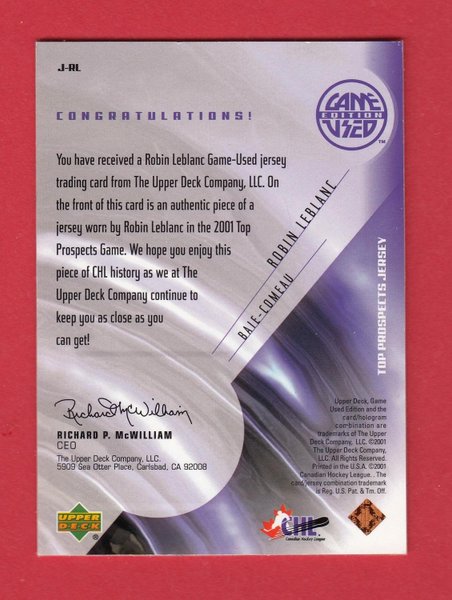 J-RL
CONGRATULATIONS!
GAME
EDITION
USED
TM
You have received a Robin Leblanc Game-Used jersey
trading card from The Upper Deck Company, LLC. On
the front of this card is an authentic piece of a
jersey worn by Robin Leblanc in the 2001 Top
Prospects Game. We hope you enjoy this
piece of CHL history as we at The
Upper Deck Company continue to
keep you as close as you
can get!
ROBIN LEBLANC
BAIE-COMEAU
TOP PROSPECTS JERSEY
Richard P. McWilliam
RICHARD P. McWILLIAM
CEO
The Upper Deck Company, LLC.
5909 Sea Otter Place, Carlsbad, CA 92008
Upper Deck, Game
Used Edition and the
card/hologram
combination are
trademarks of The Upper
Deck Company, LLC. ©2001
The Upper Deck Company,
LLC. All Rights Reserved.
Printed in the U.S.A. ©2001
Canadian Hockey League. . The
card/jersey combination trademark
is Reg. U.S. Pat. & Tm. Off.
UPPER
DECK
®
CHL
Canadian Hockey League